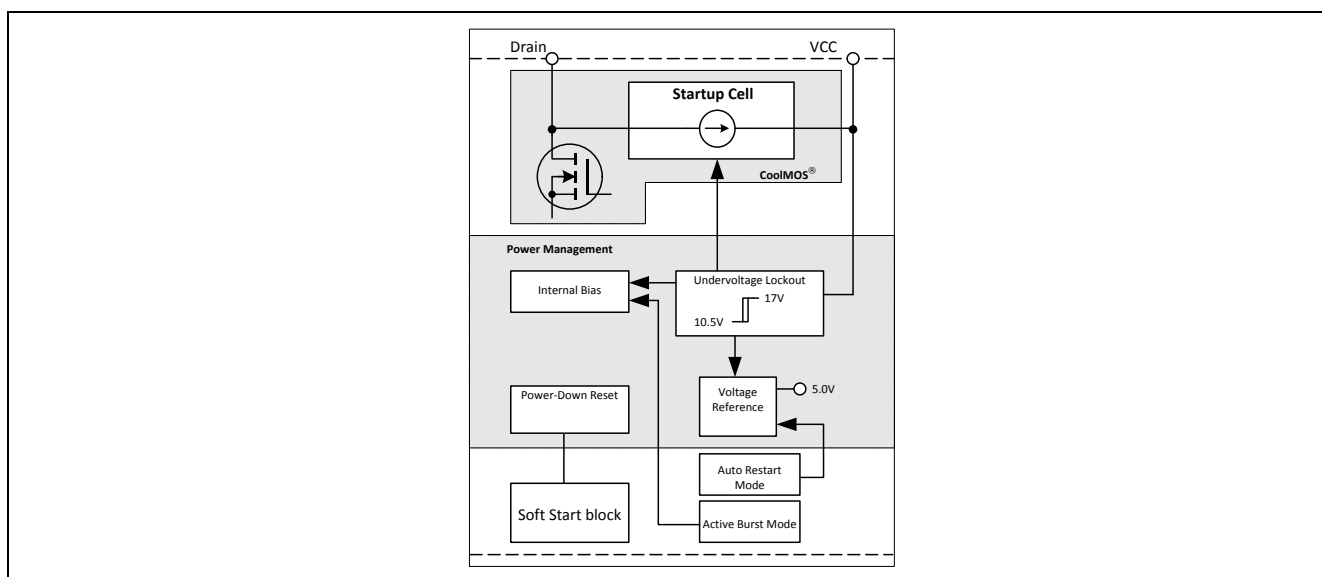 Drain
VCC
Startup Cell
CoolMOS®
Power Management
Internal Bias
Undervoltage Lockout
17V
10.5V
Power-Down Reset
Voltage
Reference
5.0V
Auto Restart
Mode
Soft Start block
Active Burst Mode